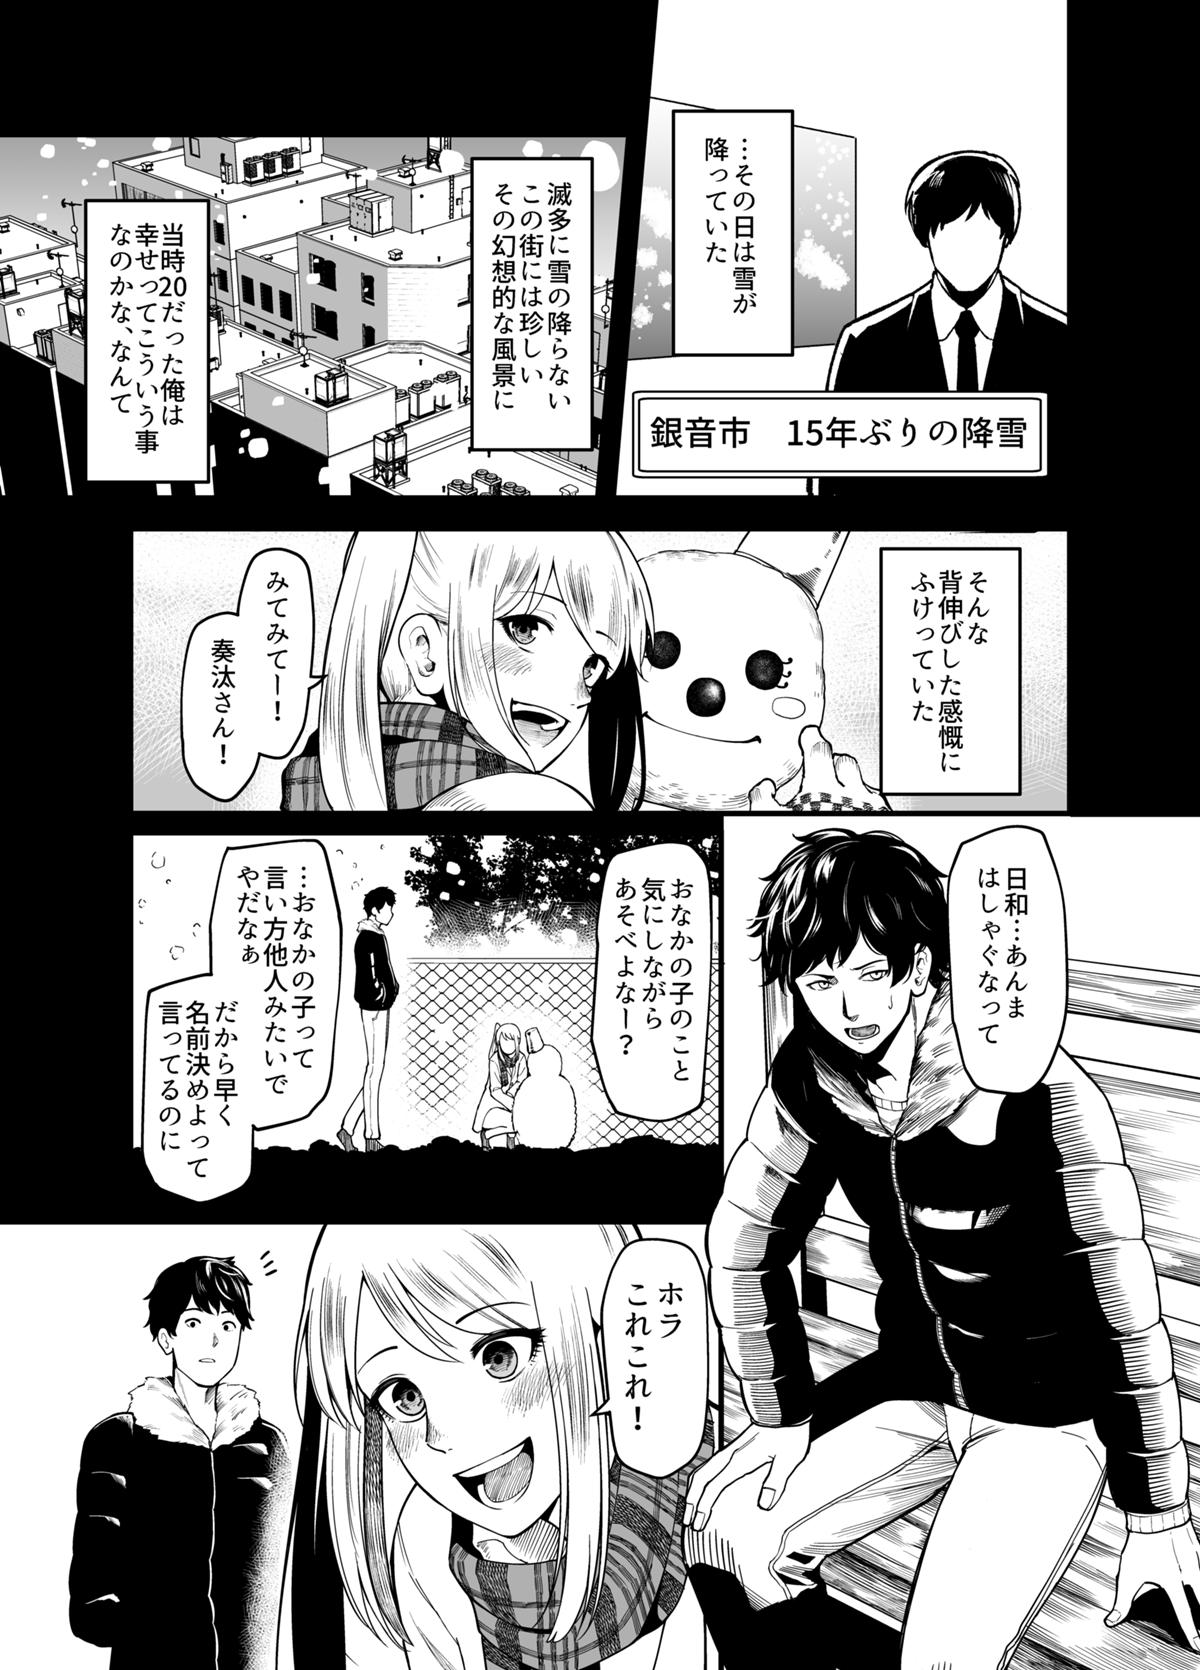 …その日は雪が
降っていた
銀音市　15年ぶりの降雪
滅多に雪の降らない
この街には珍しい
その幻想的な風景に
当時20だった俺は
幸せってこういう事
なのかな、なんて
そんな
背伸びした感慨に
ふけっていた
みてみてー！
奏汰さん！
日和…あんま
はしゃぐなって
おなかの子のこと
気にしながら
あそべよなー？
…おなかの子って
言い方他人みたいで
やだなぁ
だから早く
名前決めよって
言ってるのに
ホラ
これこれ！